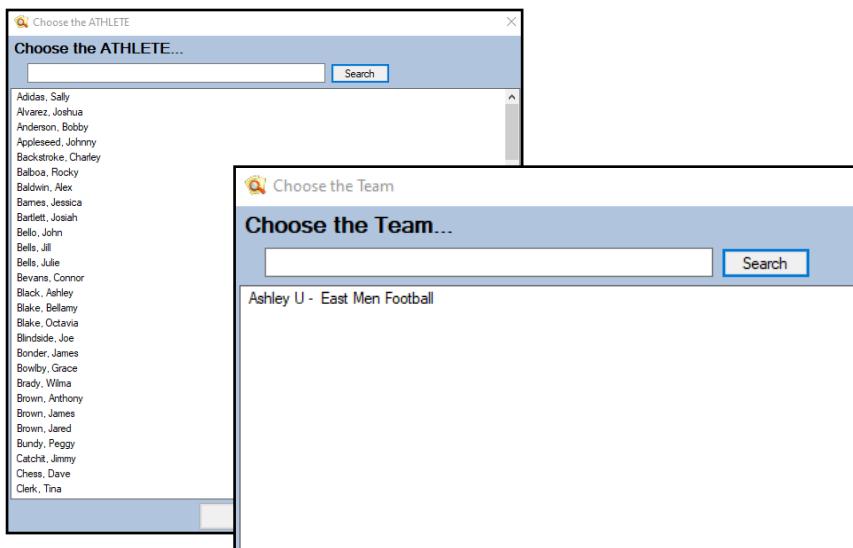 Choose the ATHLETE
Choose the ATHLETE...
Search
Adidas, Sally
Alvarez, Joshua
Anderson, Bobby
Appleseed, Johnny
Backstroke, Charley
Balboa, Rocky
Baldwin, Alex
Barnes, Jessica
Bartlett, Josiah
Bello, John
Bells, Jill
Bells, Julie
Bevans, Connor
Black, Ashley
Blake, Bellamy
Blake, Octavia
Blindside, Joe
Bonder, James
Bowlby, Grace
Brady, Wilma
Brown, Anthony
Brown, James
Brown, Jared
Bundy, Peggy
Catchit, Jimmy
Chess, Dave
Clerk, Tina
Choose the Team
Choose the Team...
Search
Ashley U - East Men Football